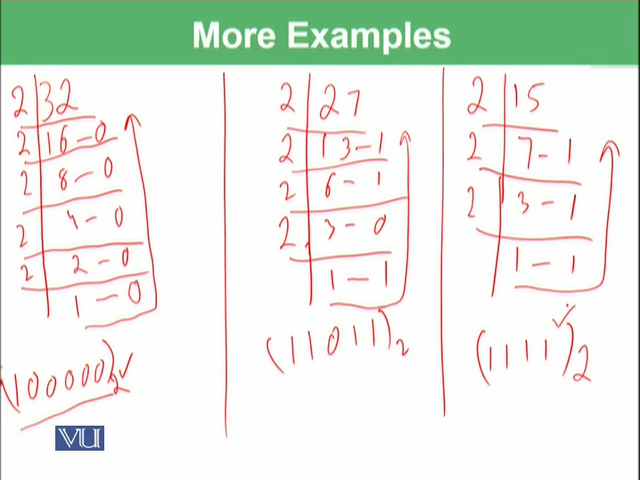 More Examples
2 32
2 16 - 0
2 8 - 0
2 4 - 0
2 2 - 0
1 - 0
(100000)2
2 27
2 13 - 1
2 6 - 1
2 3 - 0
1 - 1
(11011)2
2 15
2 7 - 1
2 3 - 1
1 - 1
(1111)2
VU